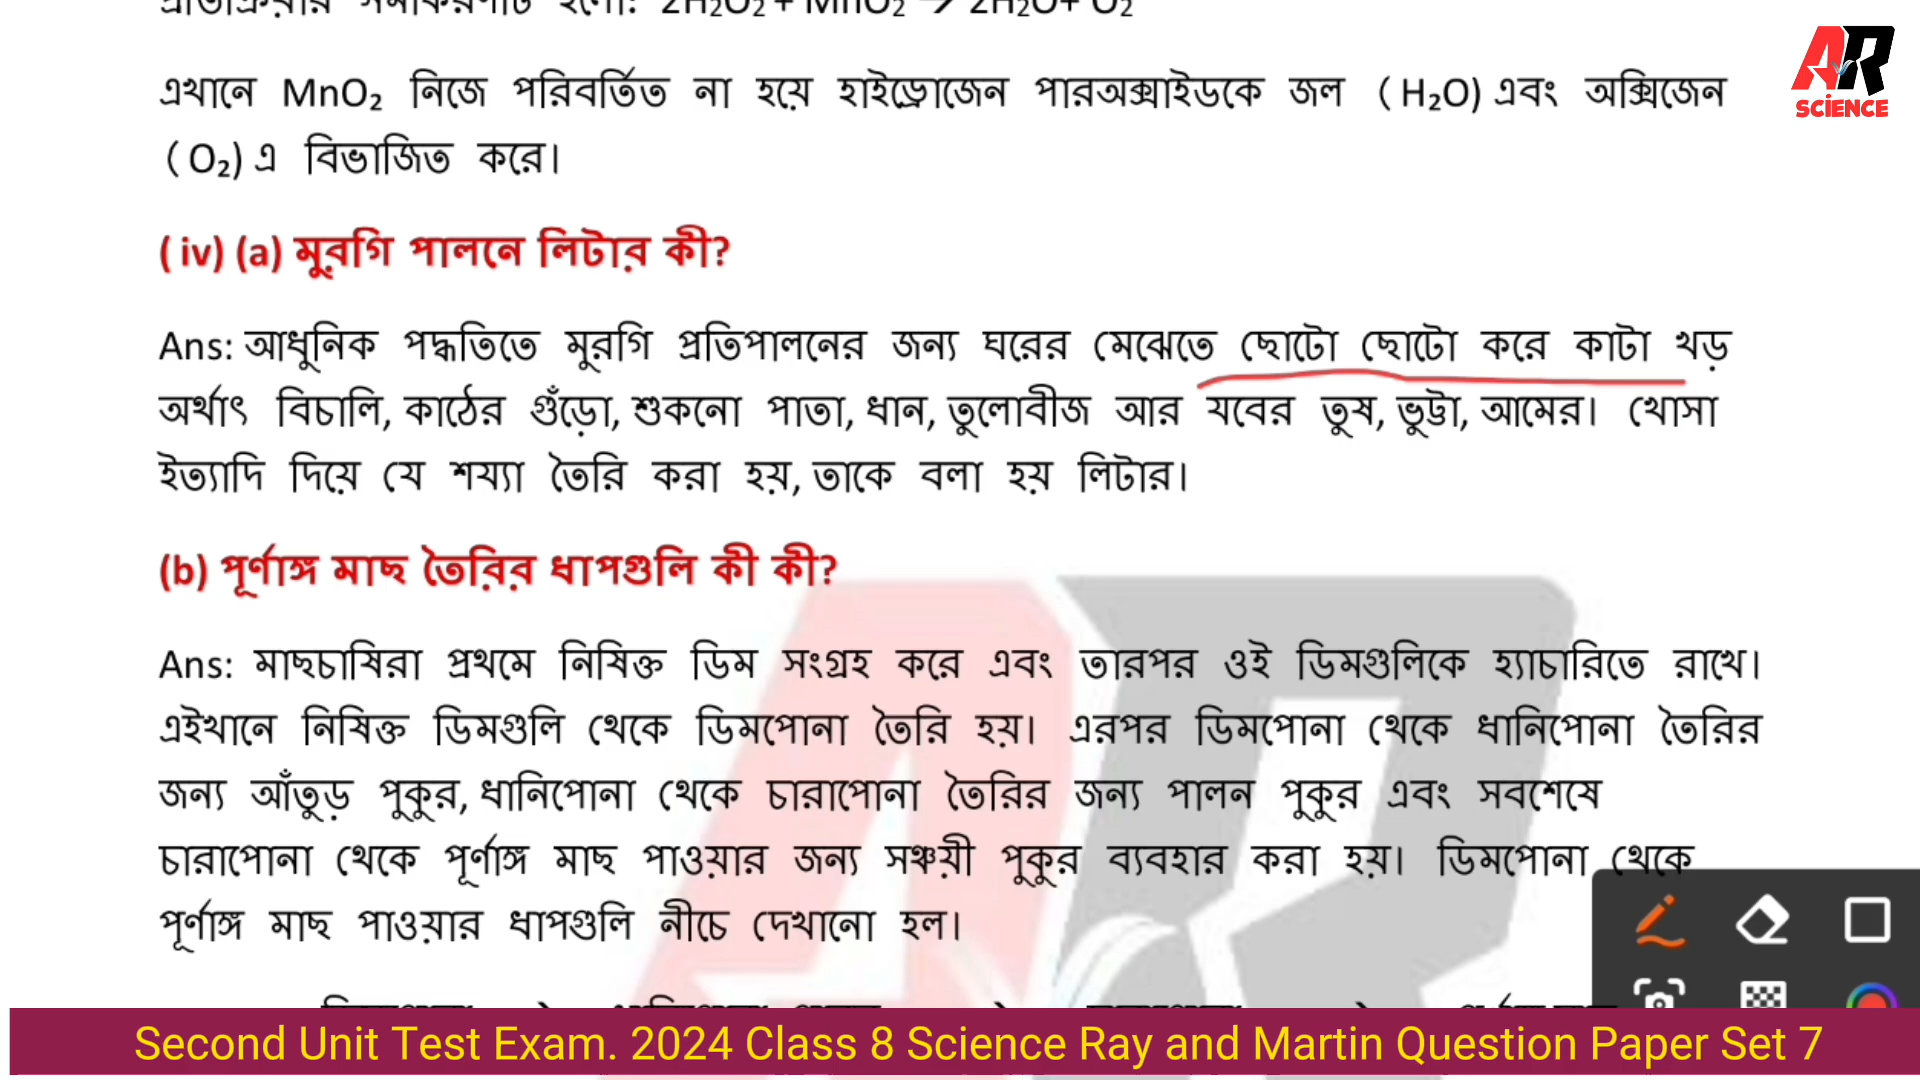 2H₂O₂ + MnO₂ → 2H₂O+ O₂
এখানে MnO₂ নিজে পরিবর্তিত না হয়ে হাইড্রোজেন পারঅক্সাইডকে জল ( H₂O) এবং অক্সিজেন
( O₂) এ বিভাজিত করে।
( iv) (a) মুরগি পালনে লিটার কী?
Ans: আধুনিক পদ্ধতিতে মুরগি প্রতিপালনের জন্য ঘরের মেঝেতে ছোটো ছোটো করে কাটা খড়
অর্থাৎ বিচালি, কাঠের গুঁড়ো, শুকনো পাতা, ধান, তুলোবীজ আর যবের তুষ, ভুট্টা, আমের। খোসা
ইত্যাদি দিয়ে যে শয্যা তৈরি করা হয়, তাকে বলা হয় লিটার।
(b) পূর্ণাঙ্গ মাছ তৈরির ধাপগুলি কী কী?
Ans: মাছচাষিরা প্রথমে নিষিক্ত ডিম সংগ্রহ করে এবং তারপর ওই ডিমগুলিকে হ্যাচারিতে রাখে।
এইখানে নিষিক্ত ডিমগুলি থেকে ডিমপোনা তৈরি হয়। এরপর ডিমপোনা থেকে ধানিপোনা তৈরির
জন্য আঁতুড় পুকুর, ধানিপোনা থেকে চারাপোনা তৈরির জন্য পালন পুকুর এবং সবশেষে
চারাপোনা থেকে পূর্ণাঙ্গ মাছ পাওয়ার জন্য সঞ্চয়ী পুকুর ব্যবহার করা হয়। ডিমপোনা থেকে
পূর্ণাঙ্গ মাছ পাওয়ার ধাপগুলি নীচে দেখানো হল।
AR
SCIENCE
Second Unit Test Exam. 2024 Class 8 Science Ray and Martin Question Paper Set 7